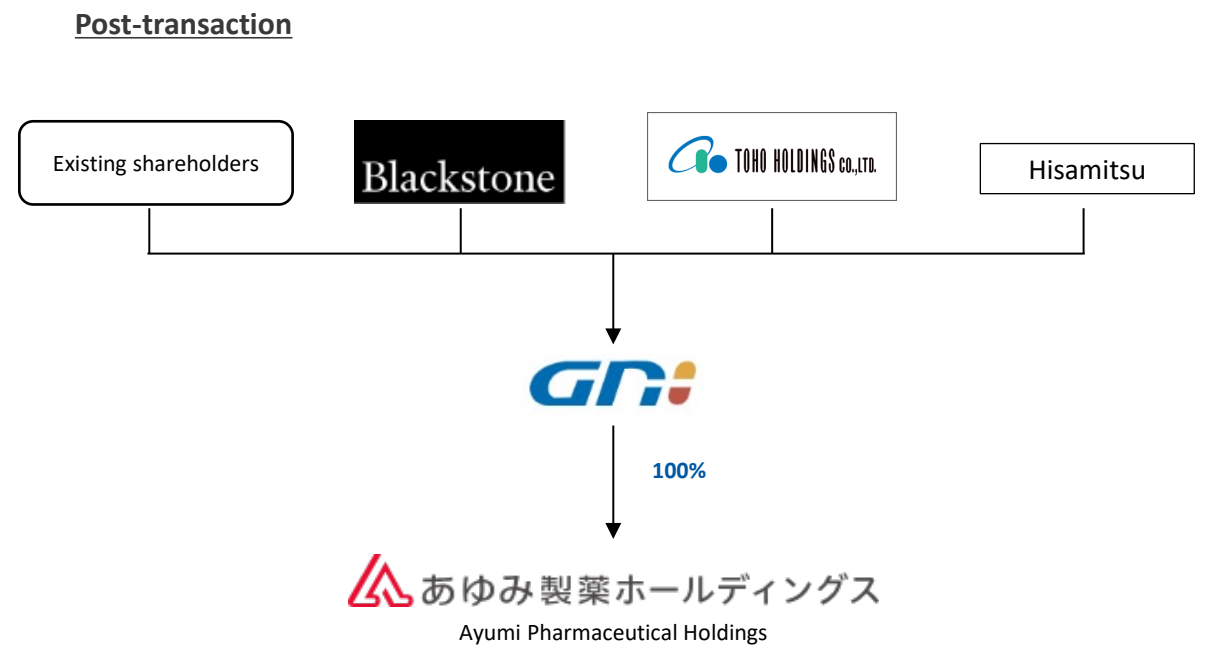 Post-transaction
Existing shareholders
Blackstone
TOHO HOLDINGS CO.,LTD.
Hisamitsu
GNI
100%
あゆみ製薬ホールディングス
Ayumi Pharmaceutical Holdings